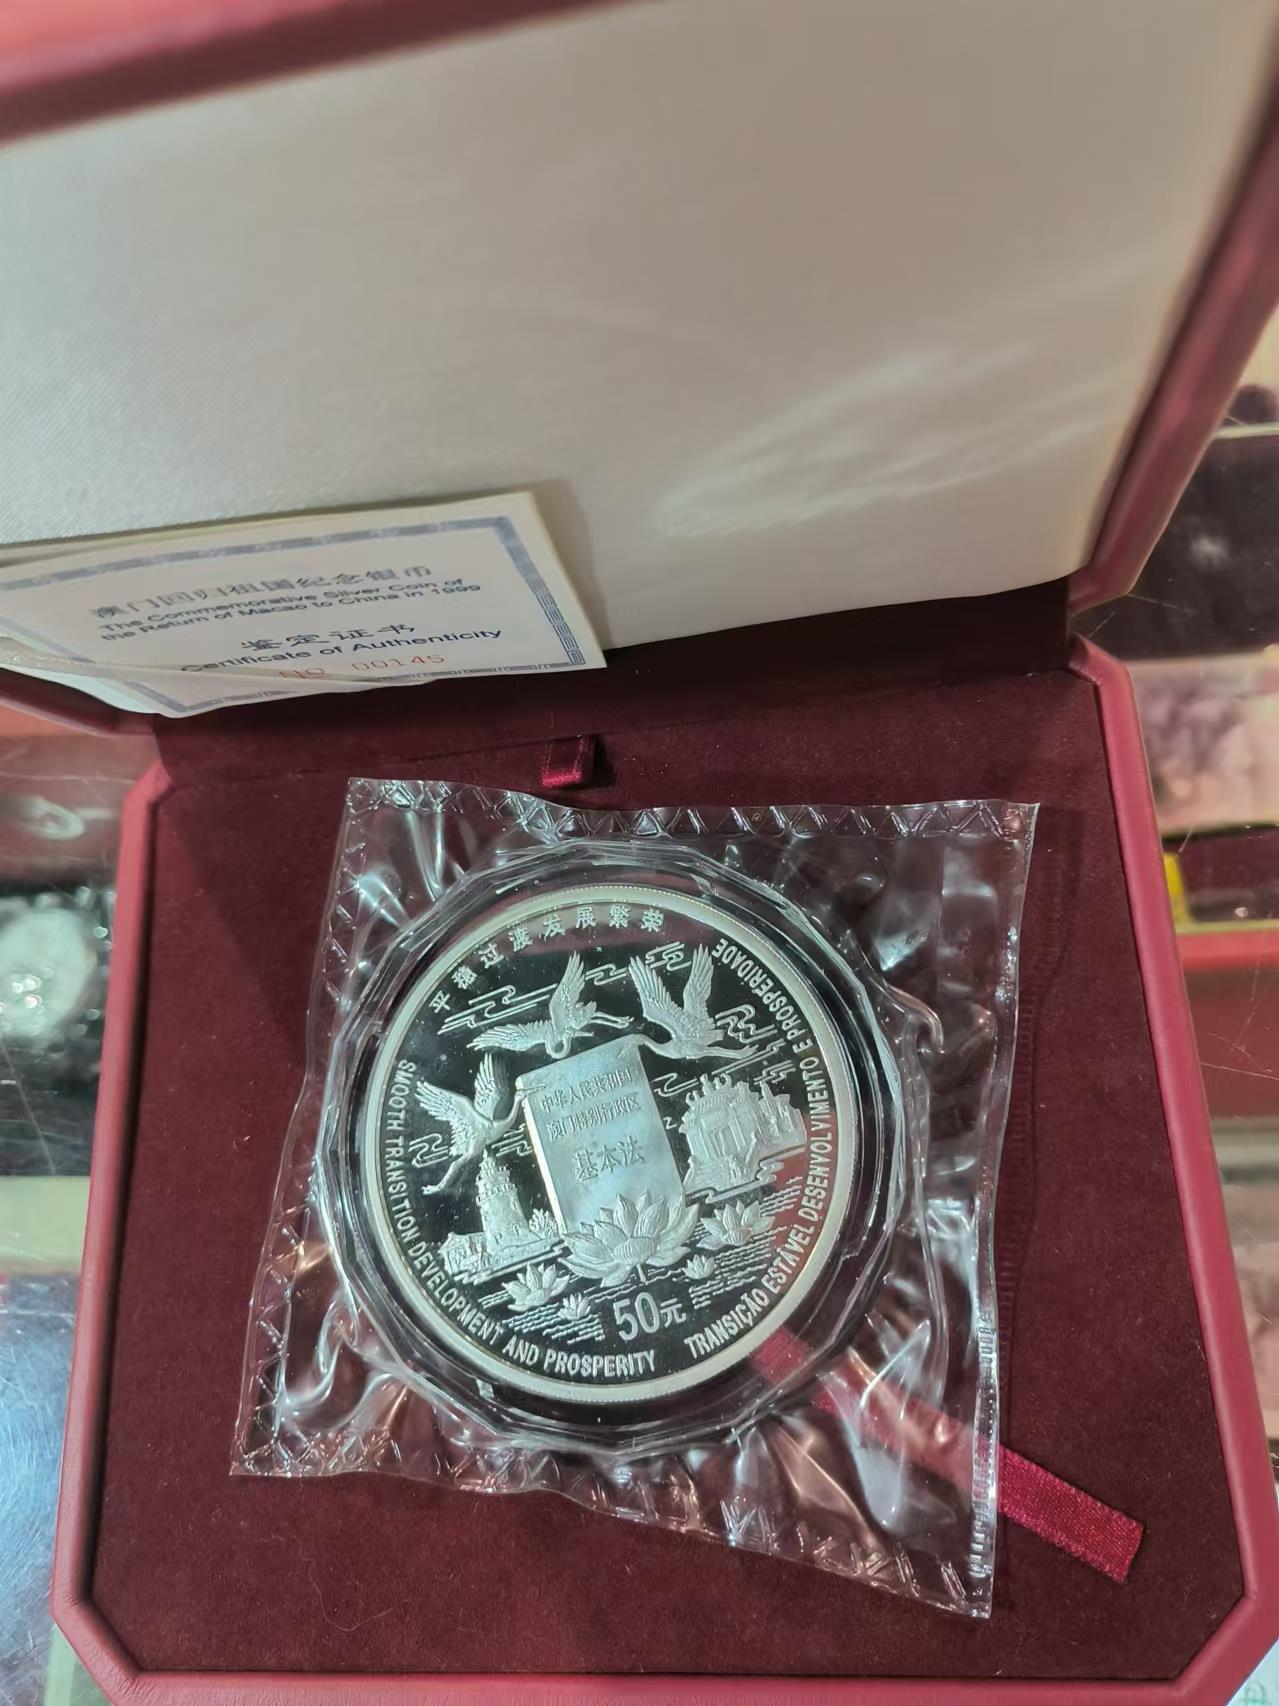 澳门回归祖国纪念银币
The Commemorative Silver Coin of
the Return of Macao to China in 1999
鉴定证书
Certificate of Authenticity
NO 00145
平稳过渡发展繁荣
中华人民共和国
澳门特别行政区
基本法
50元
SMOOTH TRANSITION DEVELOPMENT AND PROSPERITY
TRANSIÇÃO ESTÁVEL DESENVOLVIMENTO E PROSPERIDADE